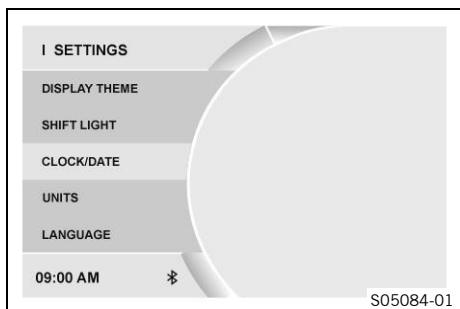 I SETTINGS
DISPLAY THEME
SHIFT LIGHT
CLOCK/DATE
UNITS
LANGUAGE
09:00 AM
S05084-01